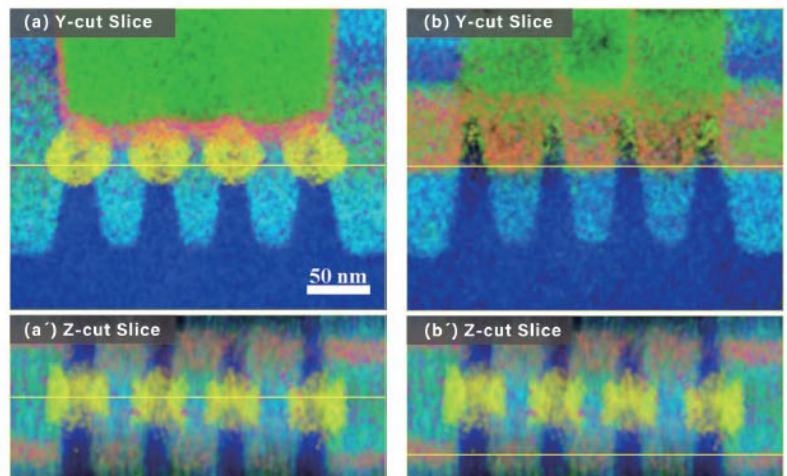 (a) Y-cut Slice
(b) Y-cut Slice
50 nm
(a´) Z-cut Slice
(b´) Z-cut Slice